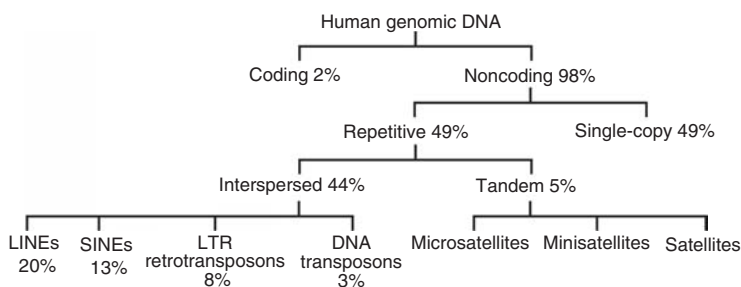 Human genomic DNA
Coding 2%
Noncoding 98%
Repetitive 49%
Single-copy 49%
Interspersed 44%
Tandem 5%
LINEs
20%
SINEs
13%
LTR
retrotransposons
8%
DNA
transposons
3%
Microsatellites
Minisatellites
Satellites